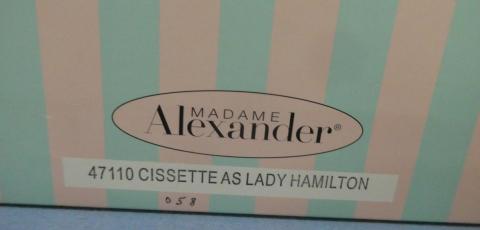 MADAME
Alexander®
47110 CISSETTE AS LADY HAMILTON
058